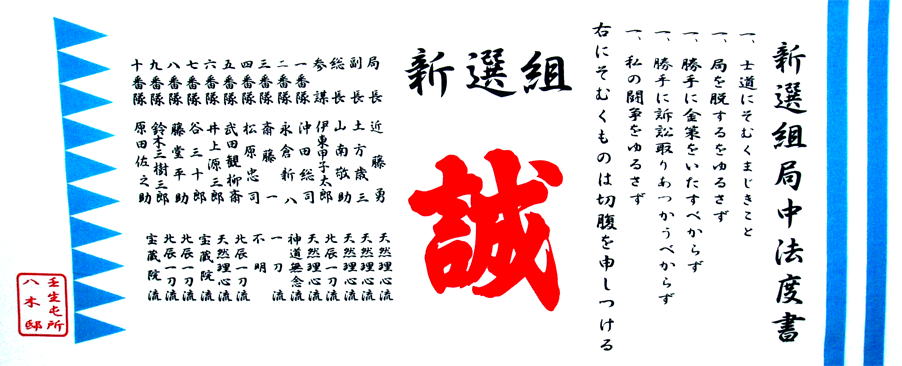 新選組局中法度書
一、士道にそむくまじきこと
一、局を脱するをゆるさず
一、勝手に金策をいたすべからず
一、勝手に訴訟取りあつかうべからず
一、私の闘争をゆるさず
右にそむくものは切腹を申しつける
新選組
誠
局長 近藤勇 天然理心流
副長 土方歳三 天然理心流
総長 山南敬助 天然理心流
参謀 伊東甲子太郎 北辰一刀流
一番隊 沖田総司 天然理心流
二番隊 永倉新八 神道無念流
三番隊 斎藤一 一刀流
四番隊 松原忠司 不明
五番隊 武田観柳斎 北辰一刀流
六番隊 井上源三郎 天然理心流
七番隊 谷三十郎 宝蔵院流
八番隊 藤堂平助 北辰一刀流
九番隊 鈴木三樹三郎 北辰一刀流
十番隊 原田佐之助 宝蔵院流
壬生屯所
八木邸